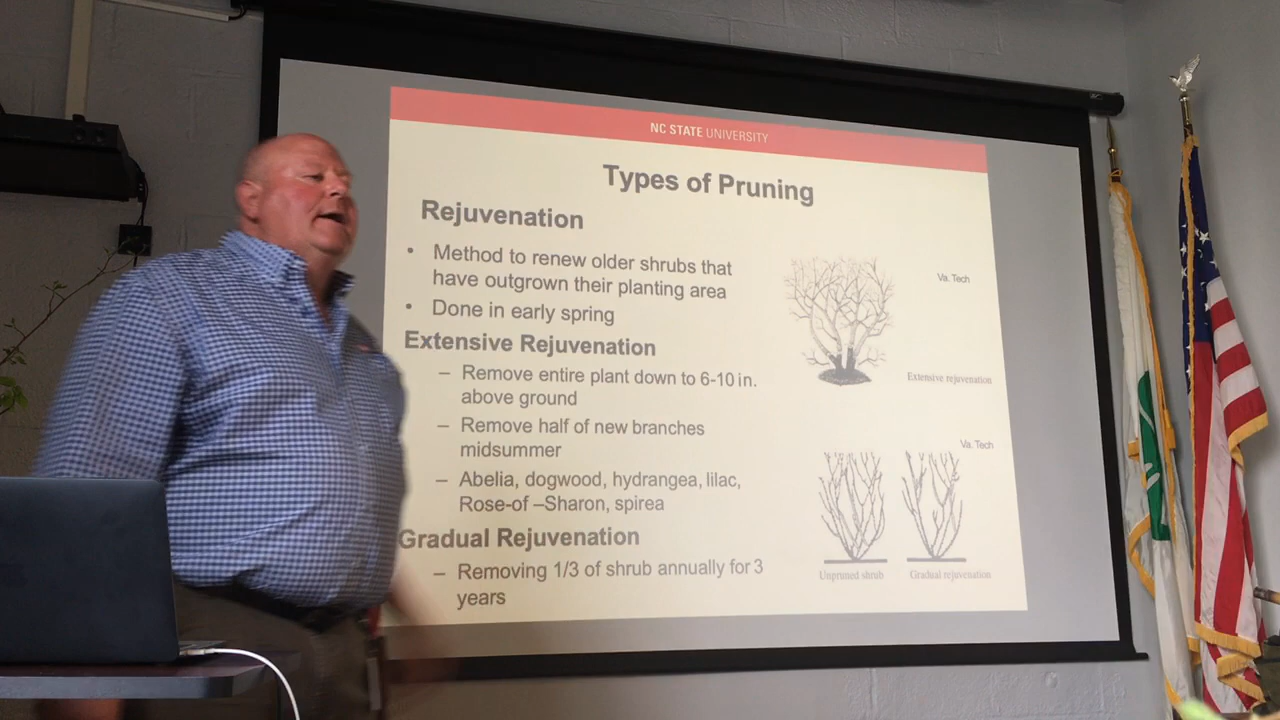 NC STATE UNIVERSITY
Types of Pruning
Rejuvenation
• Method to renew older shrubs that
have outgrown their planting area
• Done in early spring
Extensive Rejuvenation
– Remove entire plant down to 6-10 in.
above ground
– Remove half of new branches
midsummer
– Abelia, dogwood, hydrangea, lilac,
Rose-of –Sharon, spirea
Gradual Rejuvenation
– Removing 1/3 of shrub annually for 3
years
Va. Tech
Extensive rejuvenation
Va. Tech
Unpruned shrub
Gradual rejuvenation